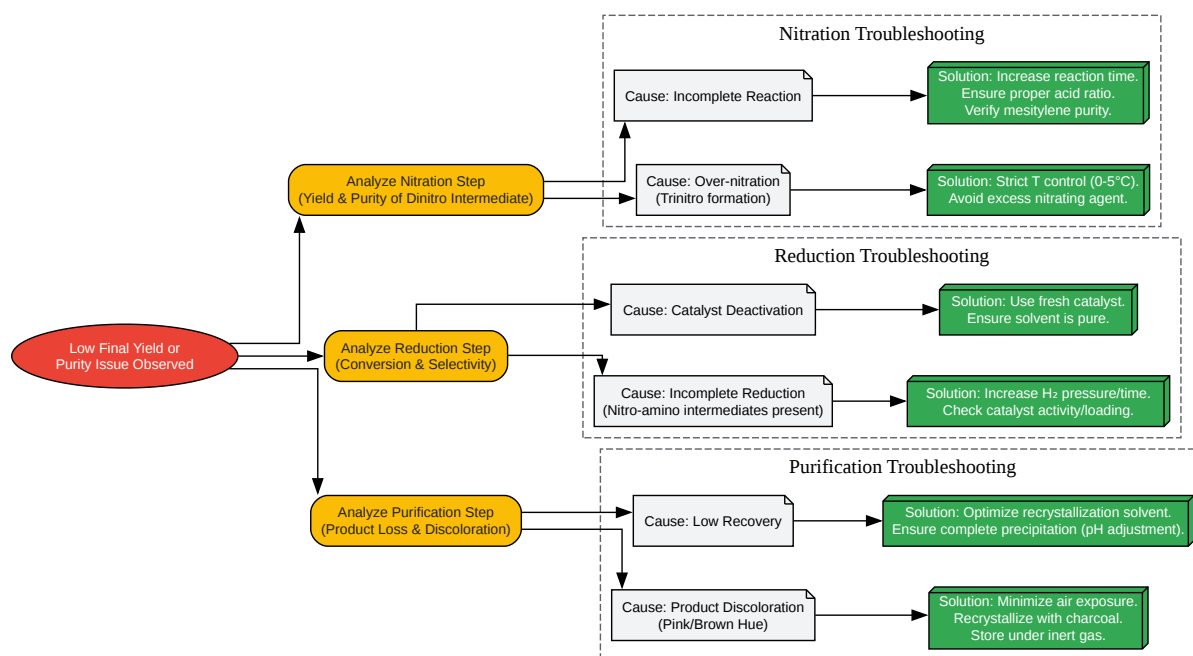 Low Final Yield or
Purity Issue Observed
Analyze Nitration Step
(Yield & Purity of Dinitro Intermediate)
Analyze Reduction Step
(Conversion & Selectivity)
Analyze Purification Step
(Product Loss & Discoloration)
Nitration Troubleshooting
Cause: Incomplete Reaction
Solution: Increase reaction time.
Ensure proper acid ratio.
Verify mesitylene purity.
Cause: Over-nitration
(Trinitro formation)
Solution: Strict T control (0-5°C).
Avoid excess nitrating agent.
Reduction Troubleshooting
Cause: Catalyst Deactivation
Solution: Use fresh catalyst.
Ensure solvent is pure.
Cause: Incomplete Reduction
(Nitro-amino intermediates present)
Solution: Increase H₂ pressure/time.
Check catalyst activity/loading.
Purification Troubleshooting
Cause: Low Recovery
Solution: Optimize recrystallization solvent.
Ensure complete precipitation (pH adjustment).
Cause: Product Discoloration
(Pink/Brown Hue)
Solution: Minimize air exposure.
Recrystallize with charcoal.
Store under inert gas.